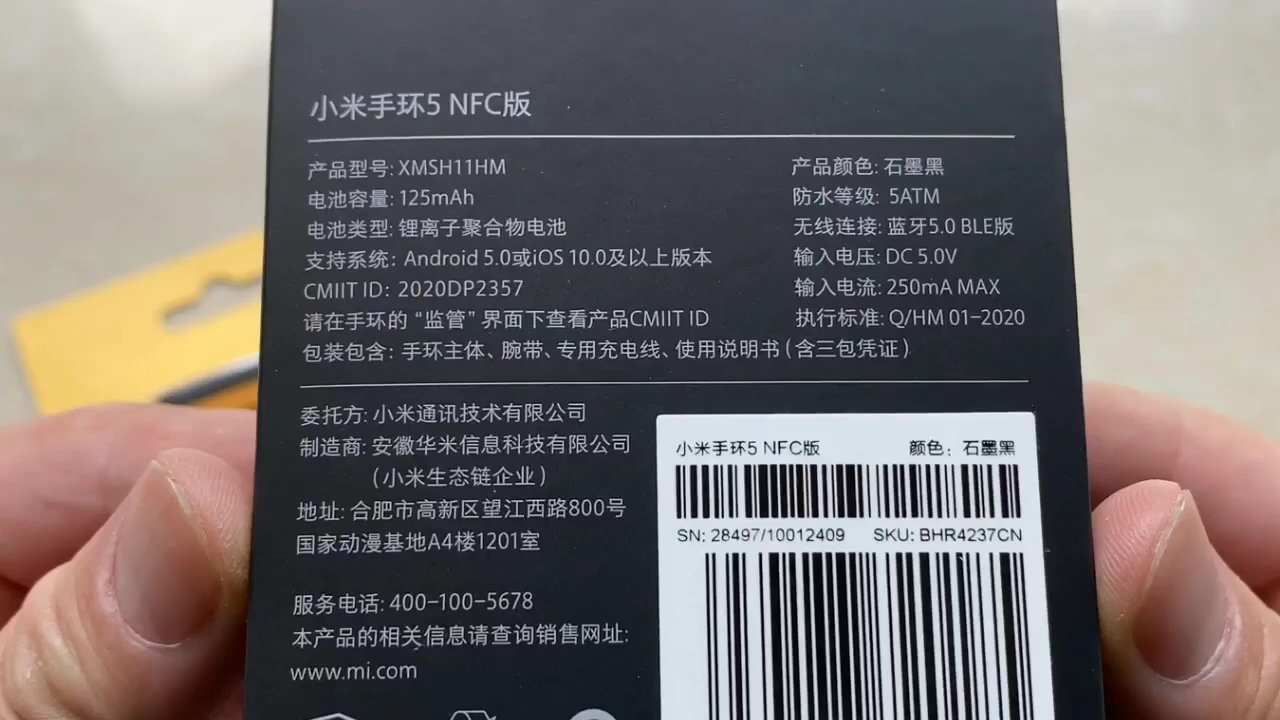 小米手环5 NFC版
产品型号: XMSH11HM
产品颜色: 石墨黑
电池容量: 125mAh
防水等级: 5ATM
电池类型: 锂离子聚合物电池
无线连接: 蓝牙5.0 BLE版
支持系统: Android 5.0或iOS 10.0及以上版本
输入电压: DC 5.0V
CMIIT ID: 2020DP2357
输入电流: 250mA MAX
请在手环的“监管”界面下查看产品CMIIT ID
执行标准: Q/HM 01-2020
包装包含: 手环主体、腕带、专用充电线、使用说明书(含三包凭证)
委托方: 小米通讯技术有限公司
制造商: 安徽华米信息科技有限公司
(小米生态链企业)
地址: 合肥市高新区望江西路800号
国家动漫基地A4楼1201室
服务电话: 400-100-5678
本产品的相关信息请查询销售网址:
www.mi.com
小米手环5 NFC版 颜色: 石墨黑
SN: 28497/10012409 SKU: BHR4237CN